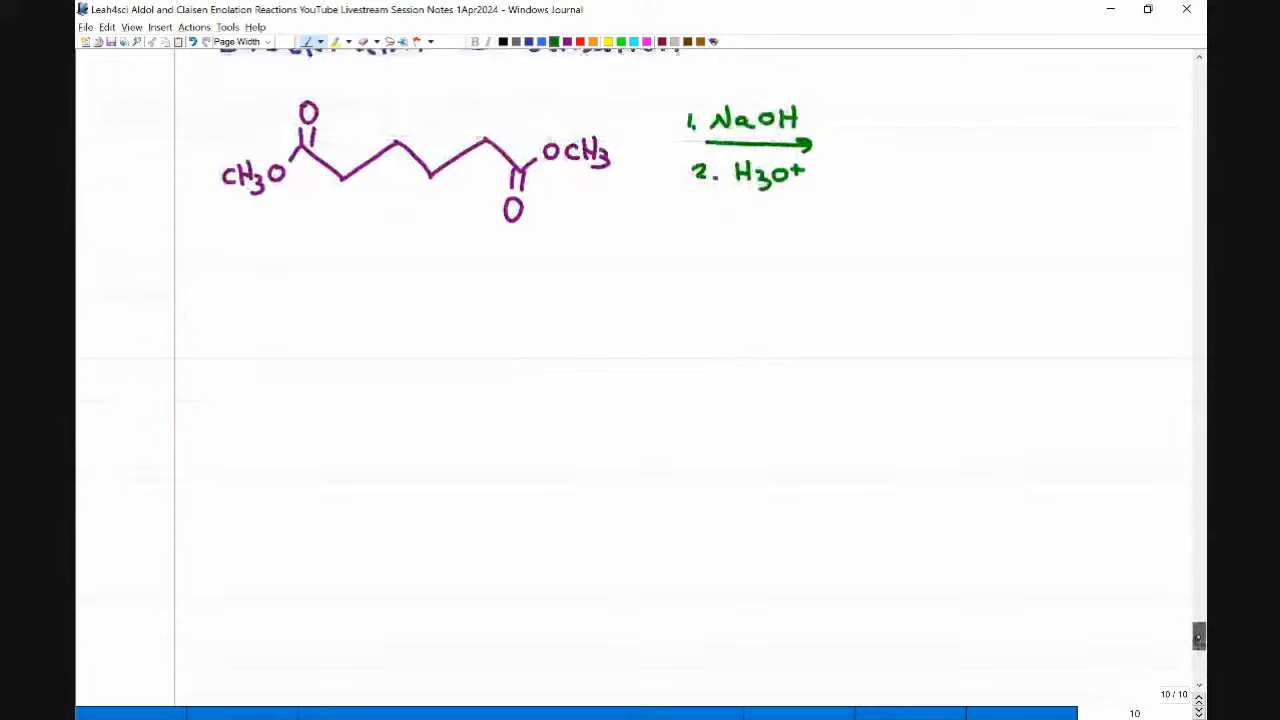 Leah4sci Aldol and Claisen Enolation Reactions YouTube Livestream Session Notes 1Apr2024 - Windows Journal
File Edit View Insert Actions Tools Help
Page Width
B I
O
CH3O
OCH3
O
1. NaOH
2. H3O+
10 / 10
10